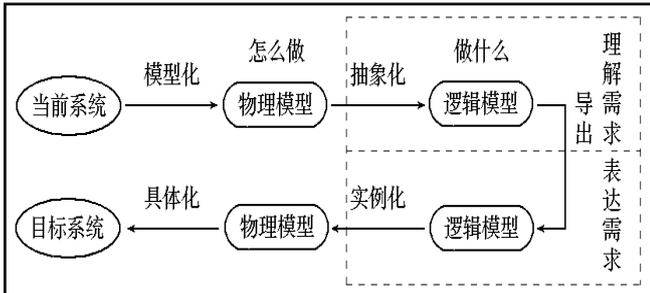 怎么做
做什么
模型化
抽象化
当前系统
物理模型
逻辑模型
导出
理解需求
具体化
实例化
目标系统
物理模型
逻辑模型
表达需求